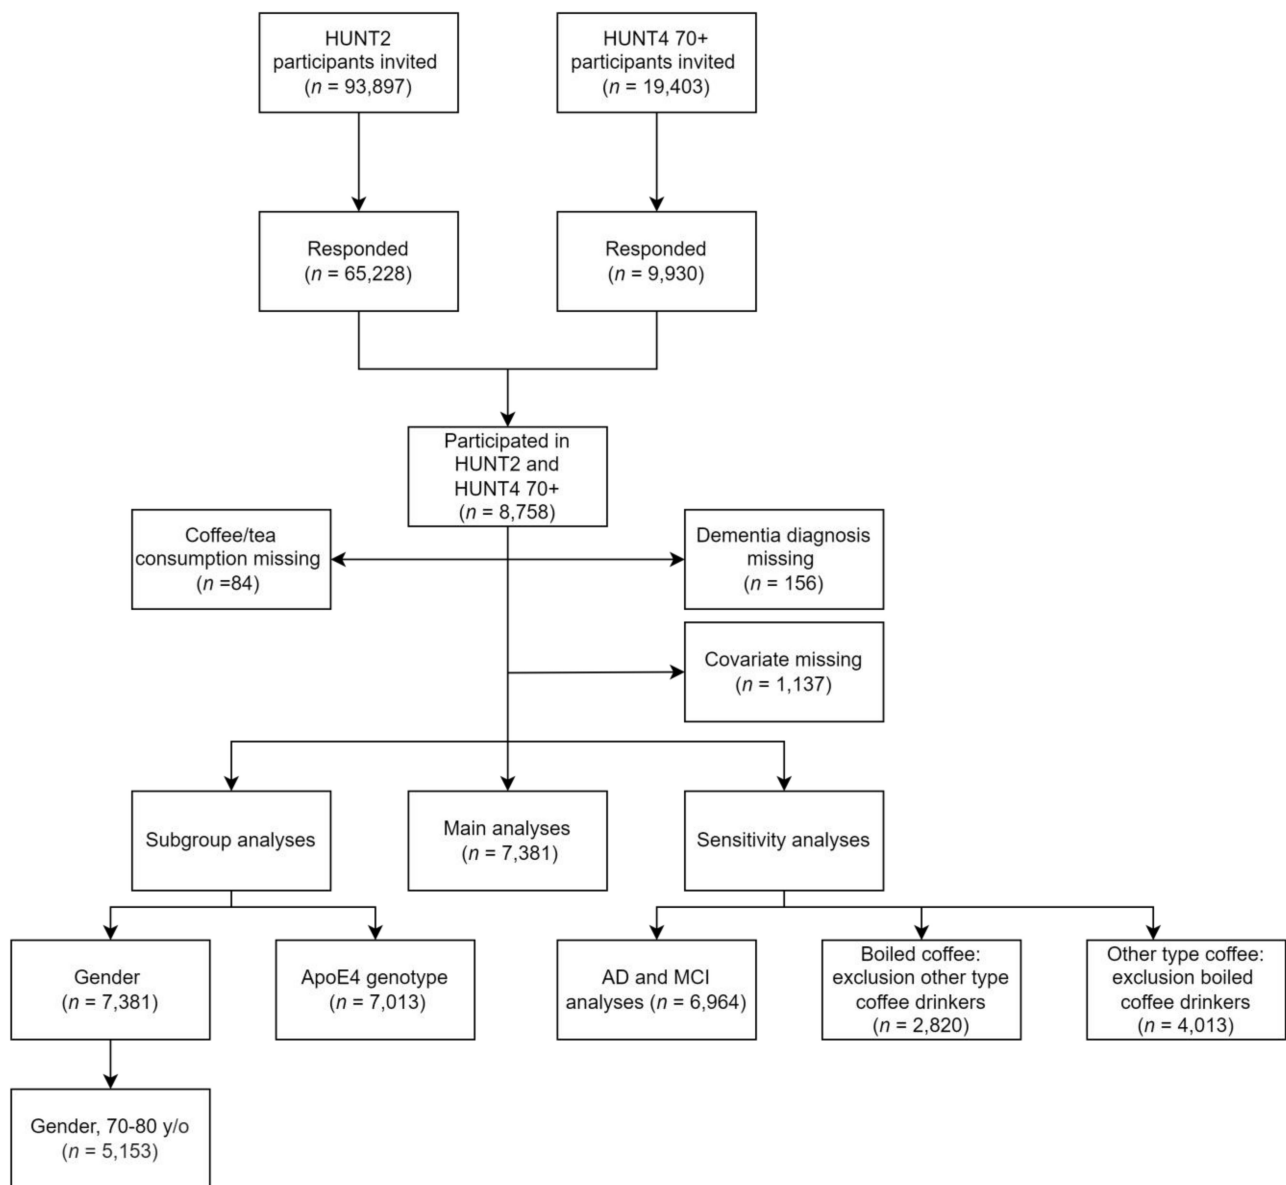 HUNT2
participants invited
(n = 93,897)
HUNT4 70+
participants invited
(n = 19,403)
Responded
(n = 65,228)
Responded
(n = 9,930)
Participated in
HUNT2 and
HUNT4 70+
(n = 8,758)
Coffee/tea
consumption missing
(n =84)
Dementia diagnosis
missing
(n = 156)
Covariate missing
(n = 1,137)
Subgroup analyses
Main analyses
(n = 7,381)
Sensitivity analyses
Gender
(n = 7,381)
ApoE4 genotype
(n = 7,013)
AD and MCI
analyses (n = 6,964)
Boiled coffee:
exclusion other type
coffee drinkers
(n = 2,820)
Other type coffee:
exclusion boiled
coffee drinkers
(n = 4,013)
Gender, 70-80 y/o
(n = 5,153)